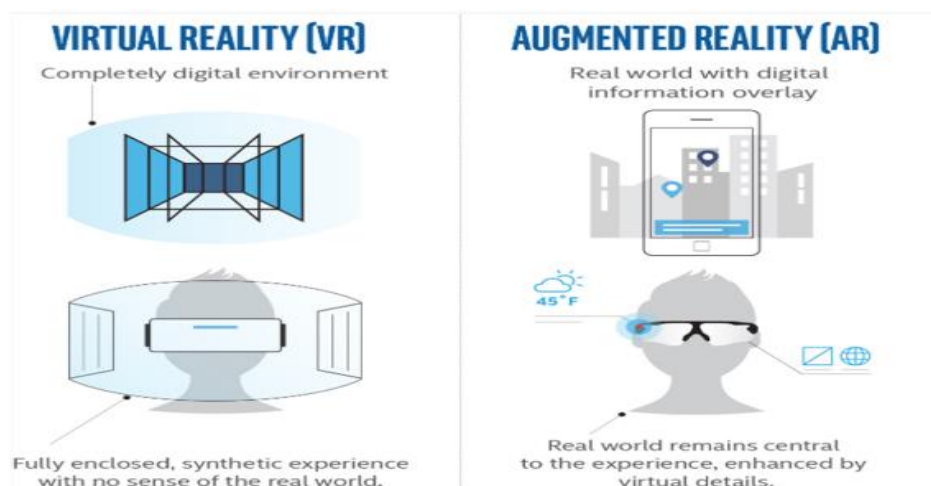 VIRTUAL REALITY (VR)
Completely digital environment
Fully enclosed, synthetic experience
with no sense of the real world.
AUGMENTED REALITY (AR)
Real world with digital
information overlay
45°F
Real world remains central
to the experience, enhanced by
virtual details.